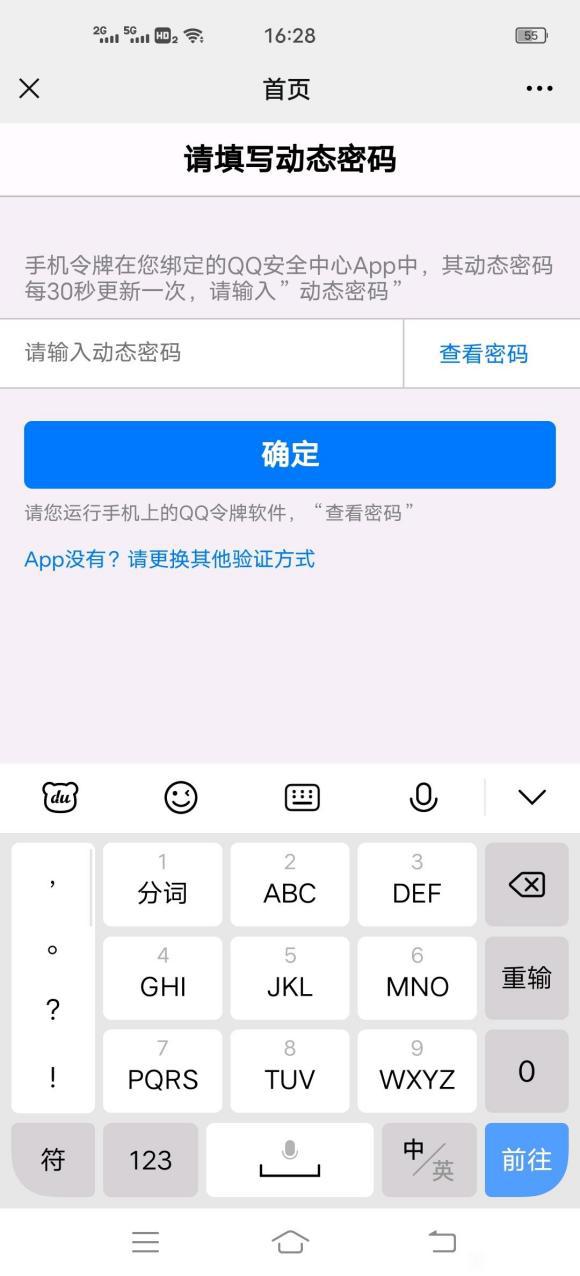 2G 5G HD 2 16:28 55
首页
请填写动态密码
手机令牌在您绑定的QQ安全中心App中，其动态密码
每30秒更新一次，请输入”动态密码”
请输入动态密码 查看密码
确定
请您运行手机上的QQ令牌软件，“查看密码”
App没有？请更换其他验证方式
du
， 1 2 3
分词 ABC DEF
。 4 5 6 重输
GHI JKL MNO
？ 7 8 9 0
！ PQRS TUV WXYZ
符 123 中/英 前往